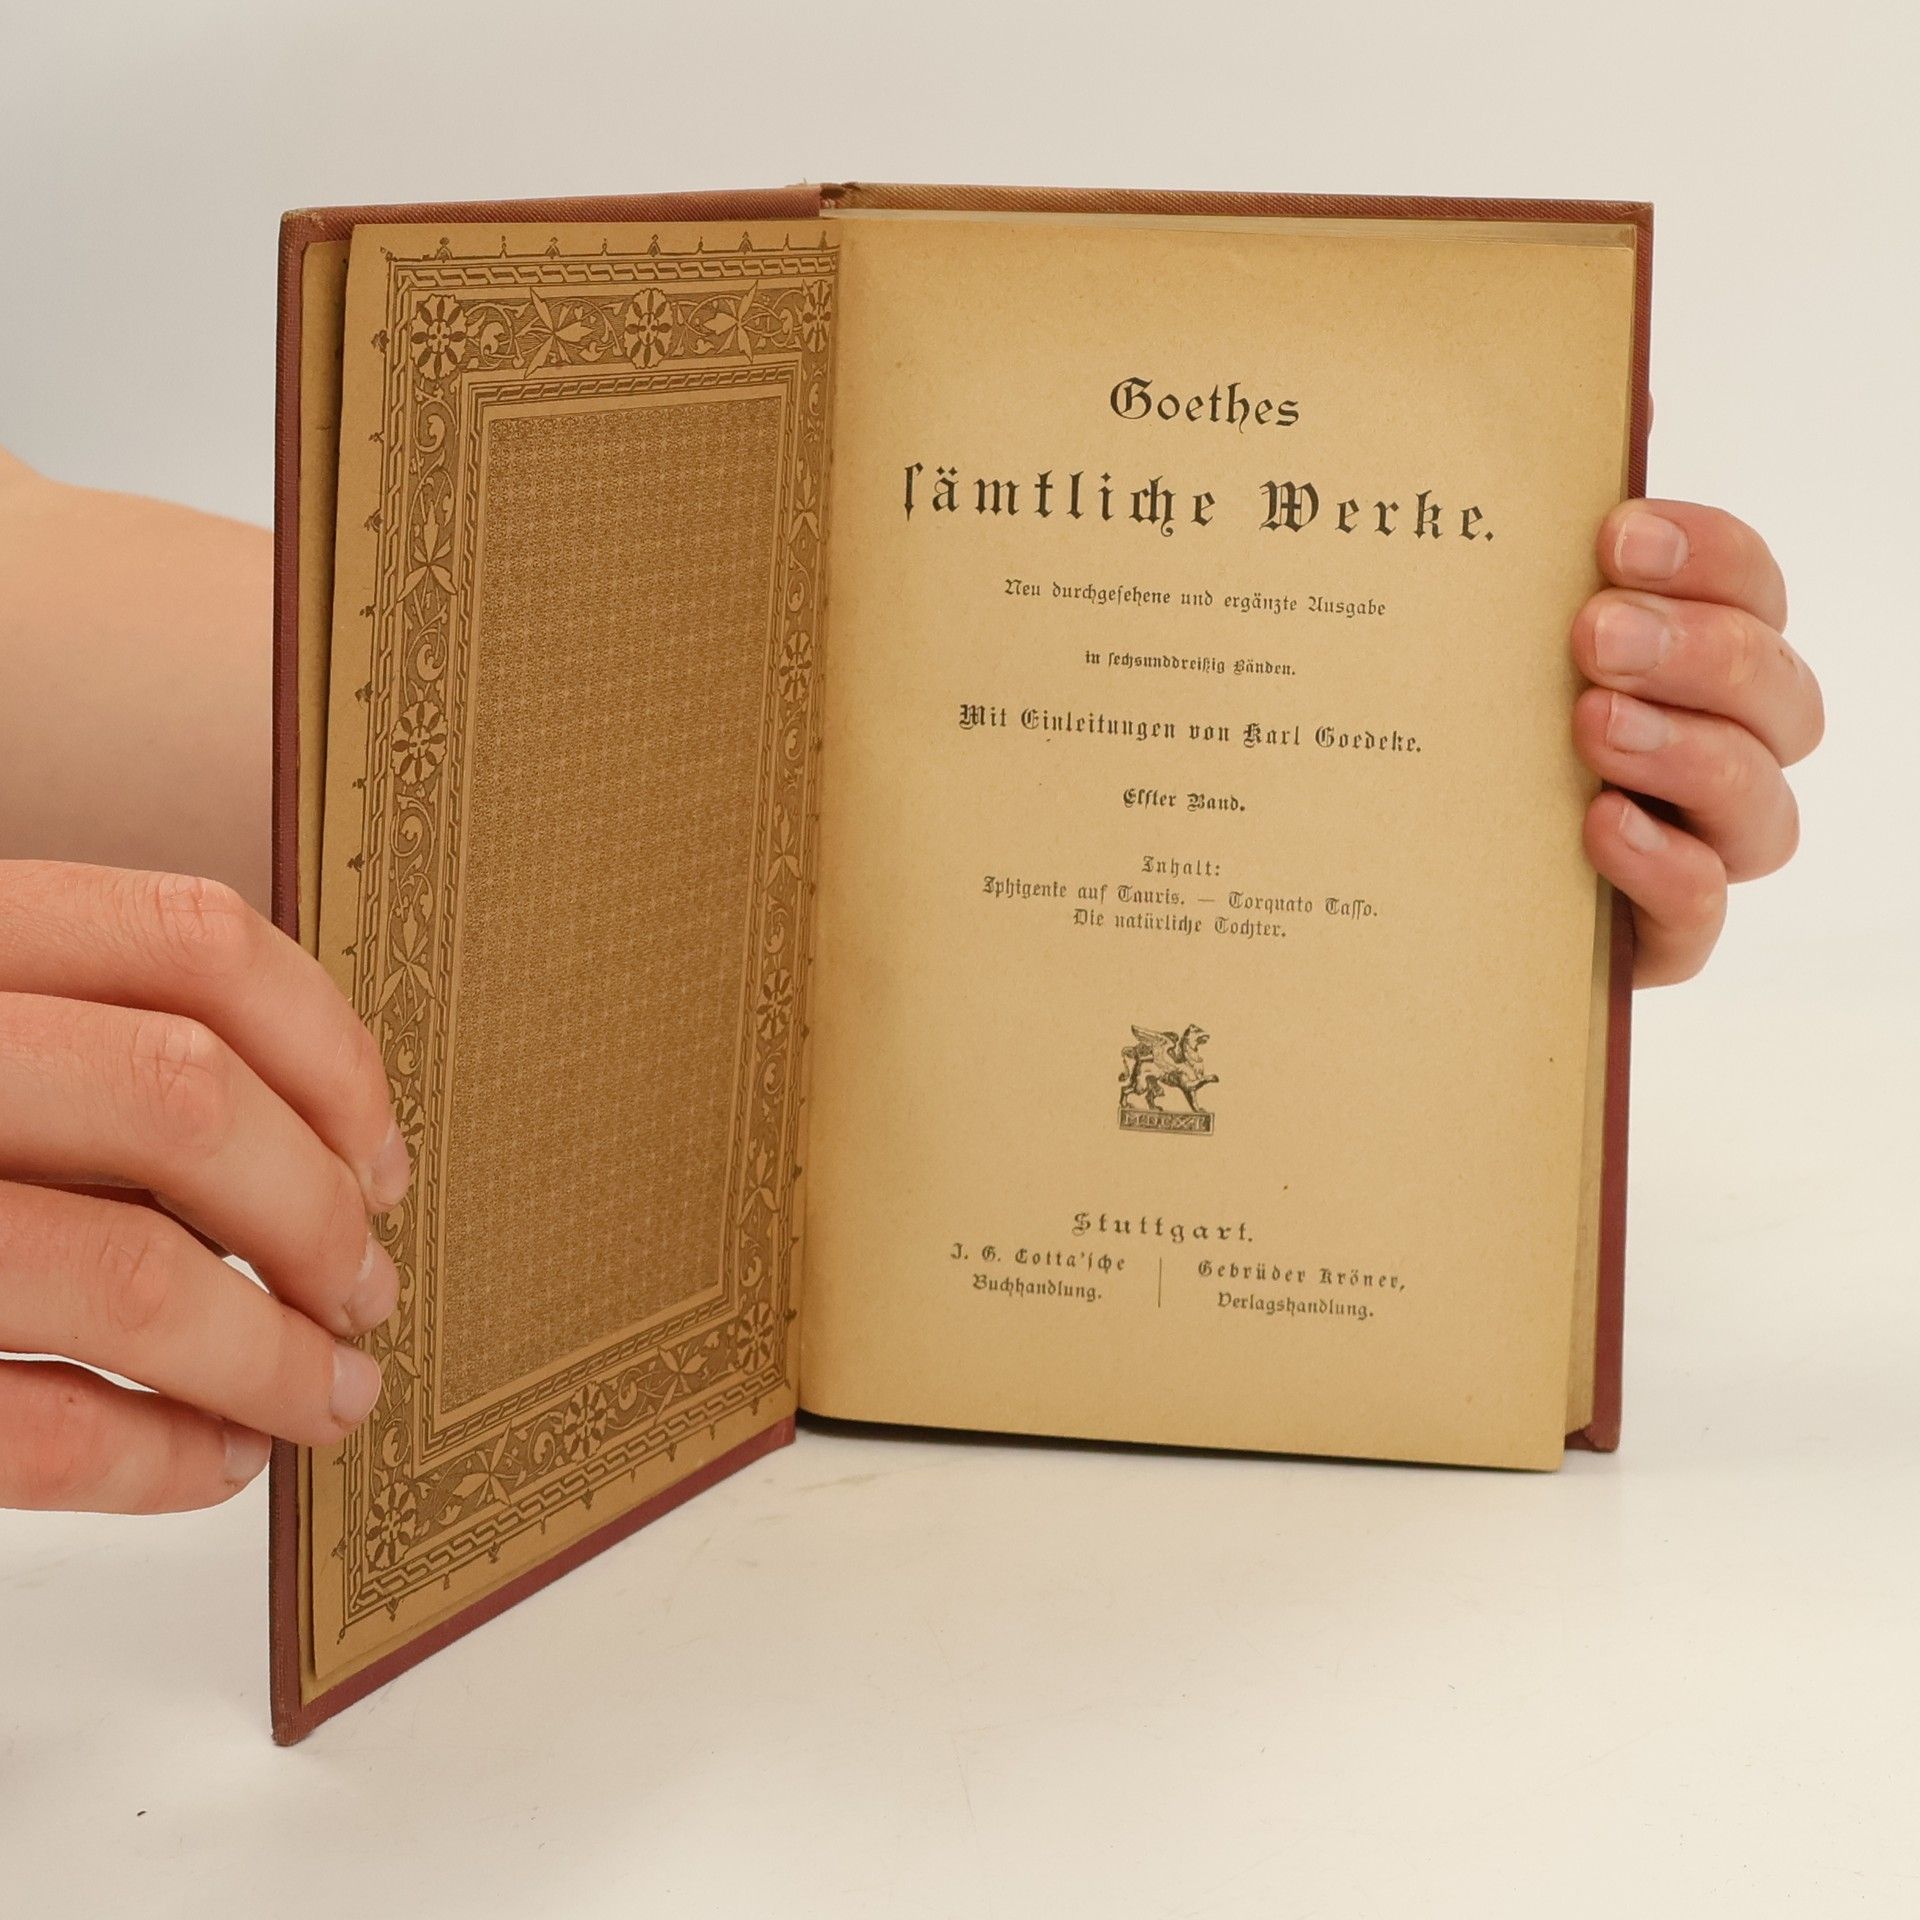 Goethes
ſämtliche Werke.
Neu durchgeſehene und ergänzte Ausgabe
in ſechsunddreißig Bänden.
Mit Einleitungen von Karl Goedeke.
Elfter Band.
Inhalt:
Iphigenie auf Tauris. — Torquato Taſſo.
Die natürliche Tochter.
Stuttgart.
J. G. Cotta'ſche
Buchhandlung.
Gebrüder Kröner,
Verlagshandlung.